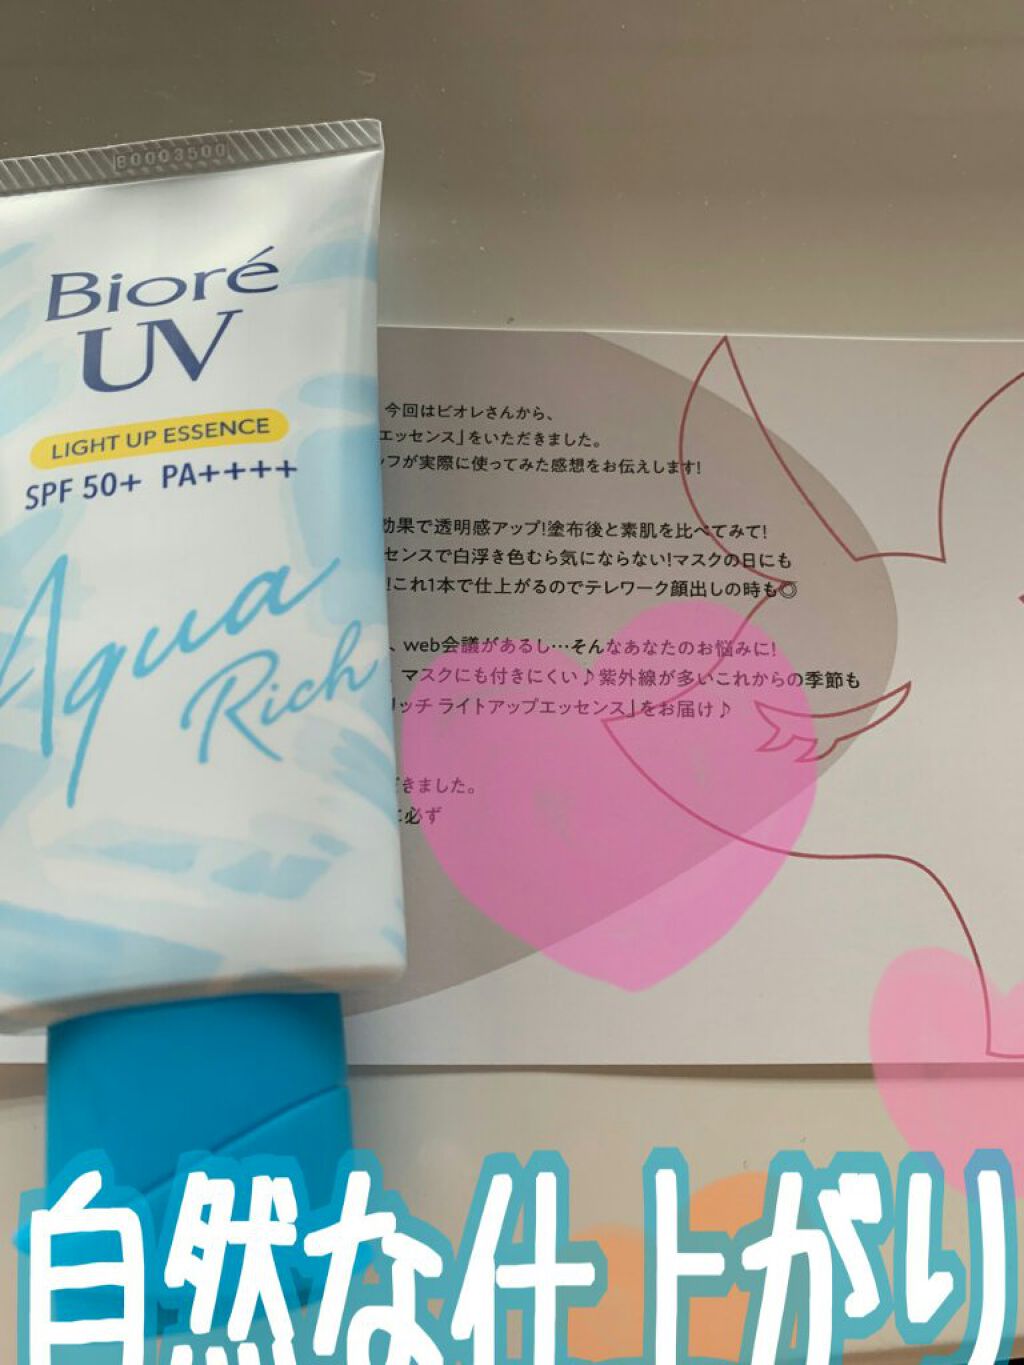 80003500
Bioré
UV
LIGHT UP ESSENCE
SPF 50+ PA++++
Aqua
Rich
今回はビオレさんから、
エッセンス」をいただきました。
ッフが実際に使ってみた感想をお伝えします!
効果で透明感アップ!塗布後と素肌を比べてみて!
センスで白浮き色むら気にならない!マスクの日にも
!これ1本で仕上がるのでテレワーク顔出しの時も◎
、web会議があるし…そんなあなたのお悩みに!
マスクにも付きにくい♪紫外線が多いこれからの季節も
リッチ ライトアップエッセンス」をお届け♪
だきました。
に必ず
自然な仕上がり